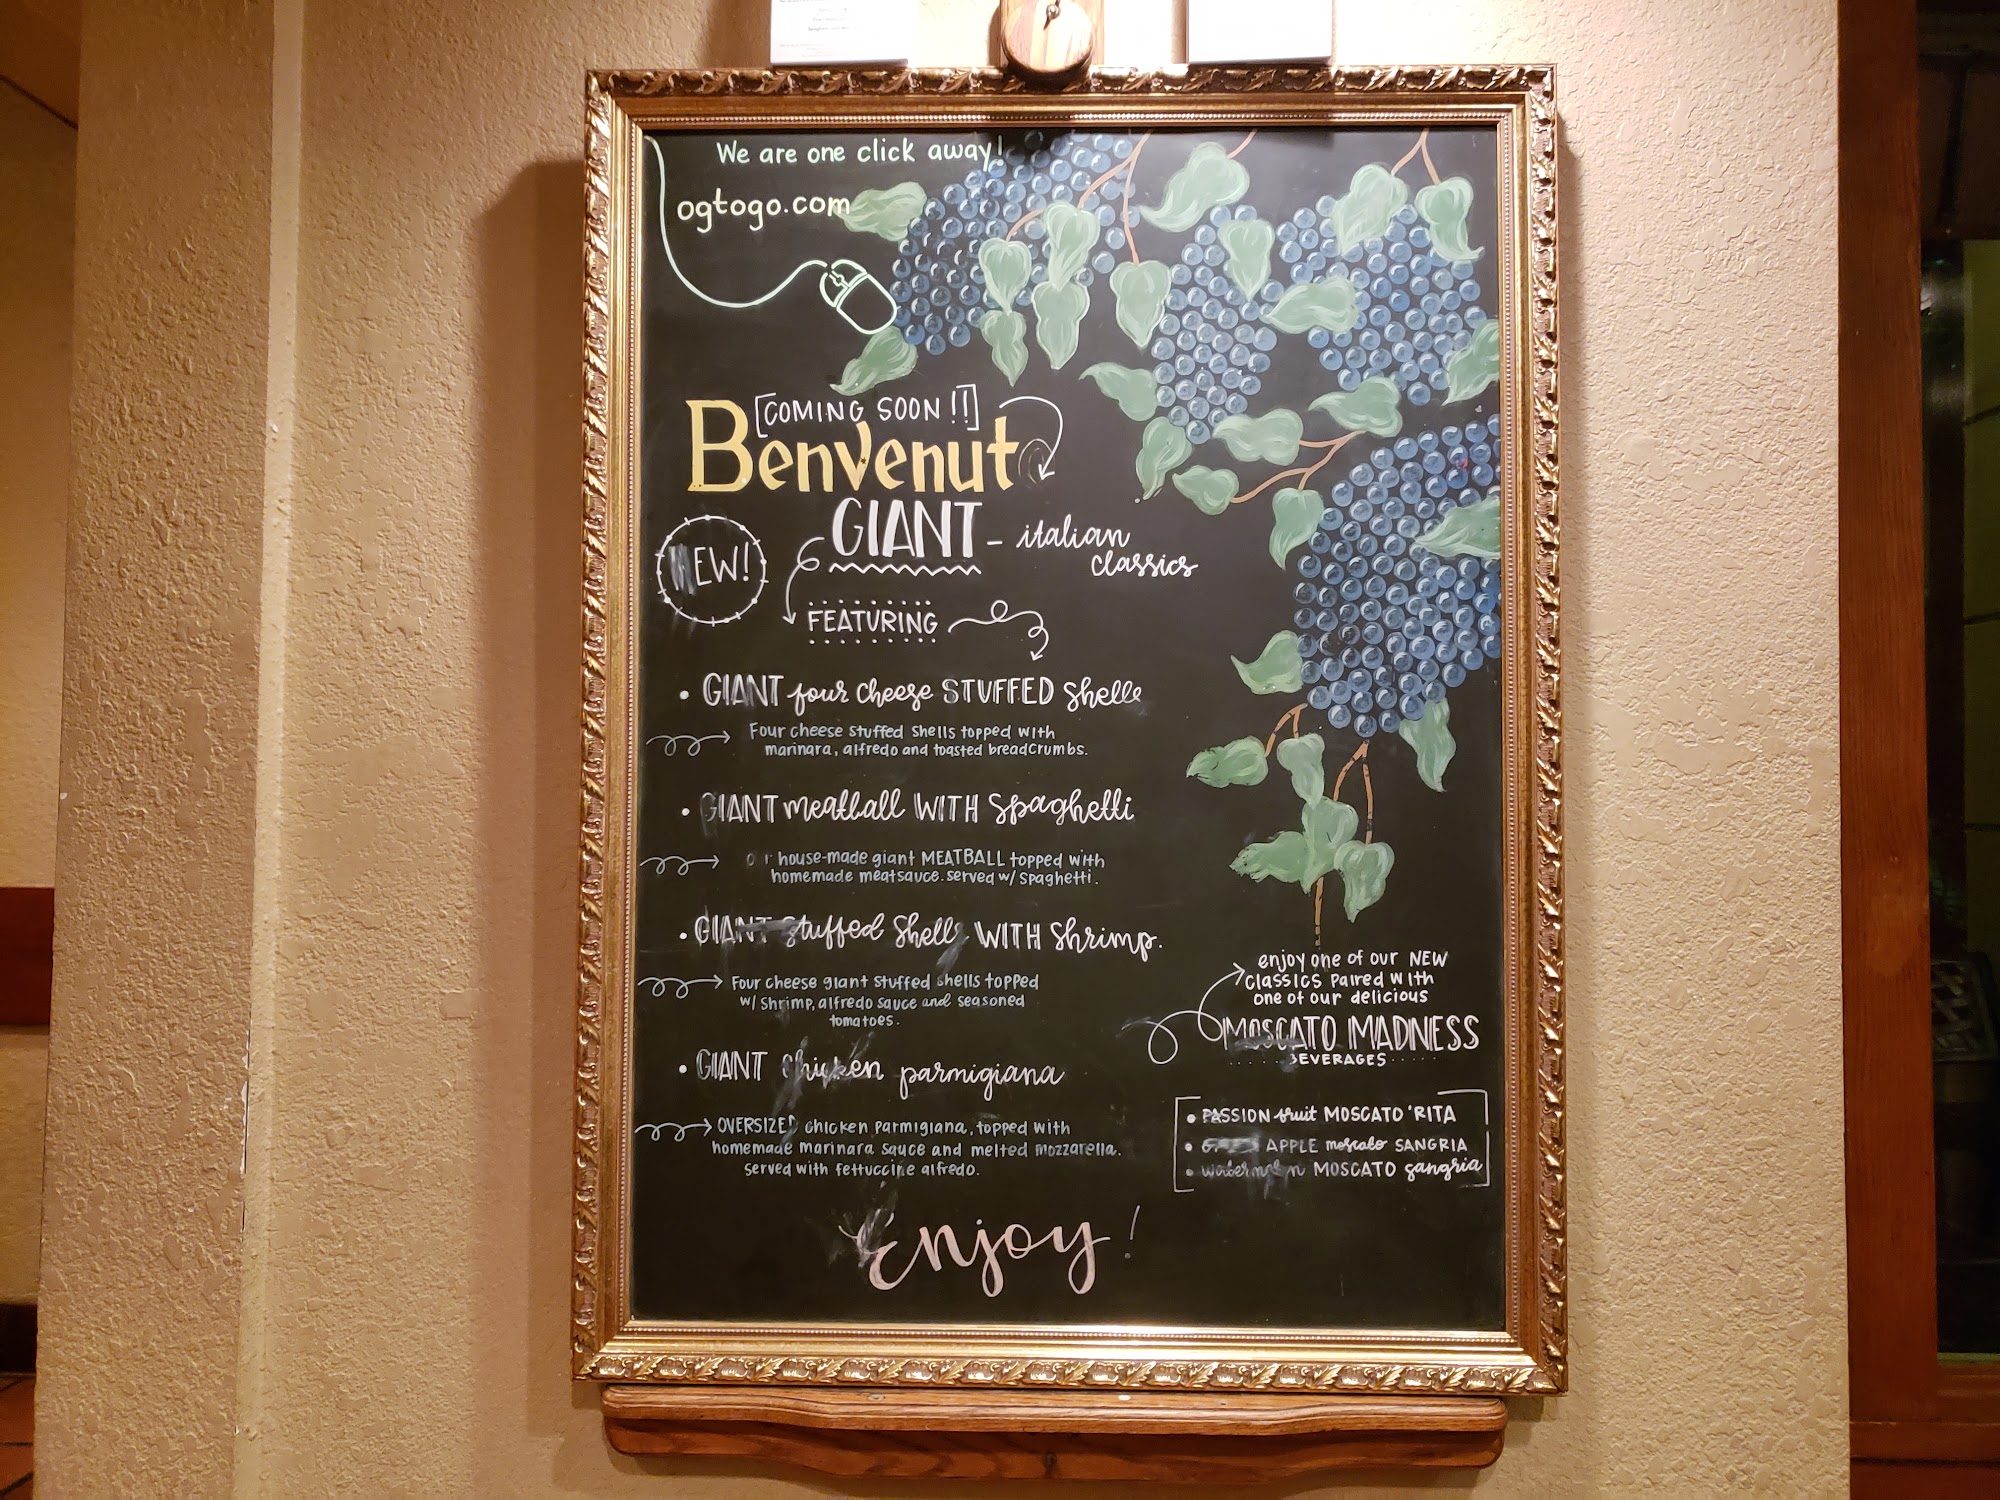 We are one click away!
ogtogo.com
[COMING SOON!!]
Benvenuto
GIANT - italian
classics
NEW!
FEATURING
• GIANT four cheese STUFFED shells
Four cheese stuffed shells topped with
marinara, alfredo and toasted breadcrumbs.
• GIANT meatball WITH spaghetti
our house-made giant MEATBALL topped with
homemade meatsauce. served w/ spaghetti.
• GIANT stuffed shells WITH shrimp.
Four cheese giant stuffed shells topped
w/ shrimp, alfredo sauce and seasoned
tomatoes.
• GIANT chicken parmigiana
OVERSIZED chicken parmigiana, topped with
homemade marinara sauce and melted mozzarella.
served with fettuccine alfredo.
enjoy one of our NEW
classics paired with
one of our delicious
MOSCATO MADNESS
BEVERAGES
• PASSION fruit MOSCATO 'RITA
• APPLE moscato SANGRIA
• watermelon MOSCATO sangria
Enjoy!